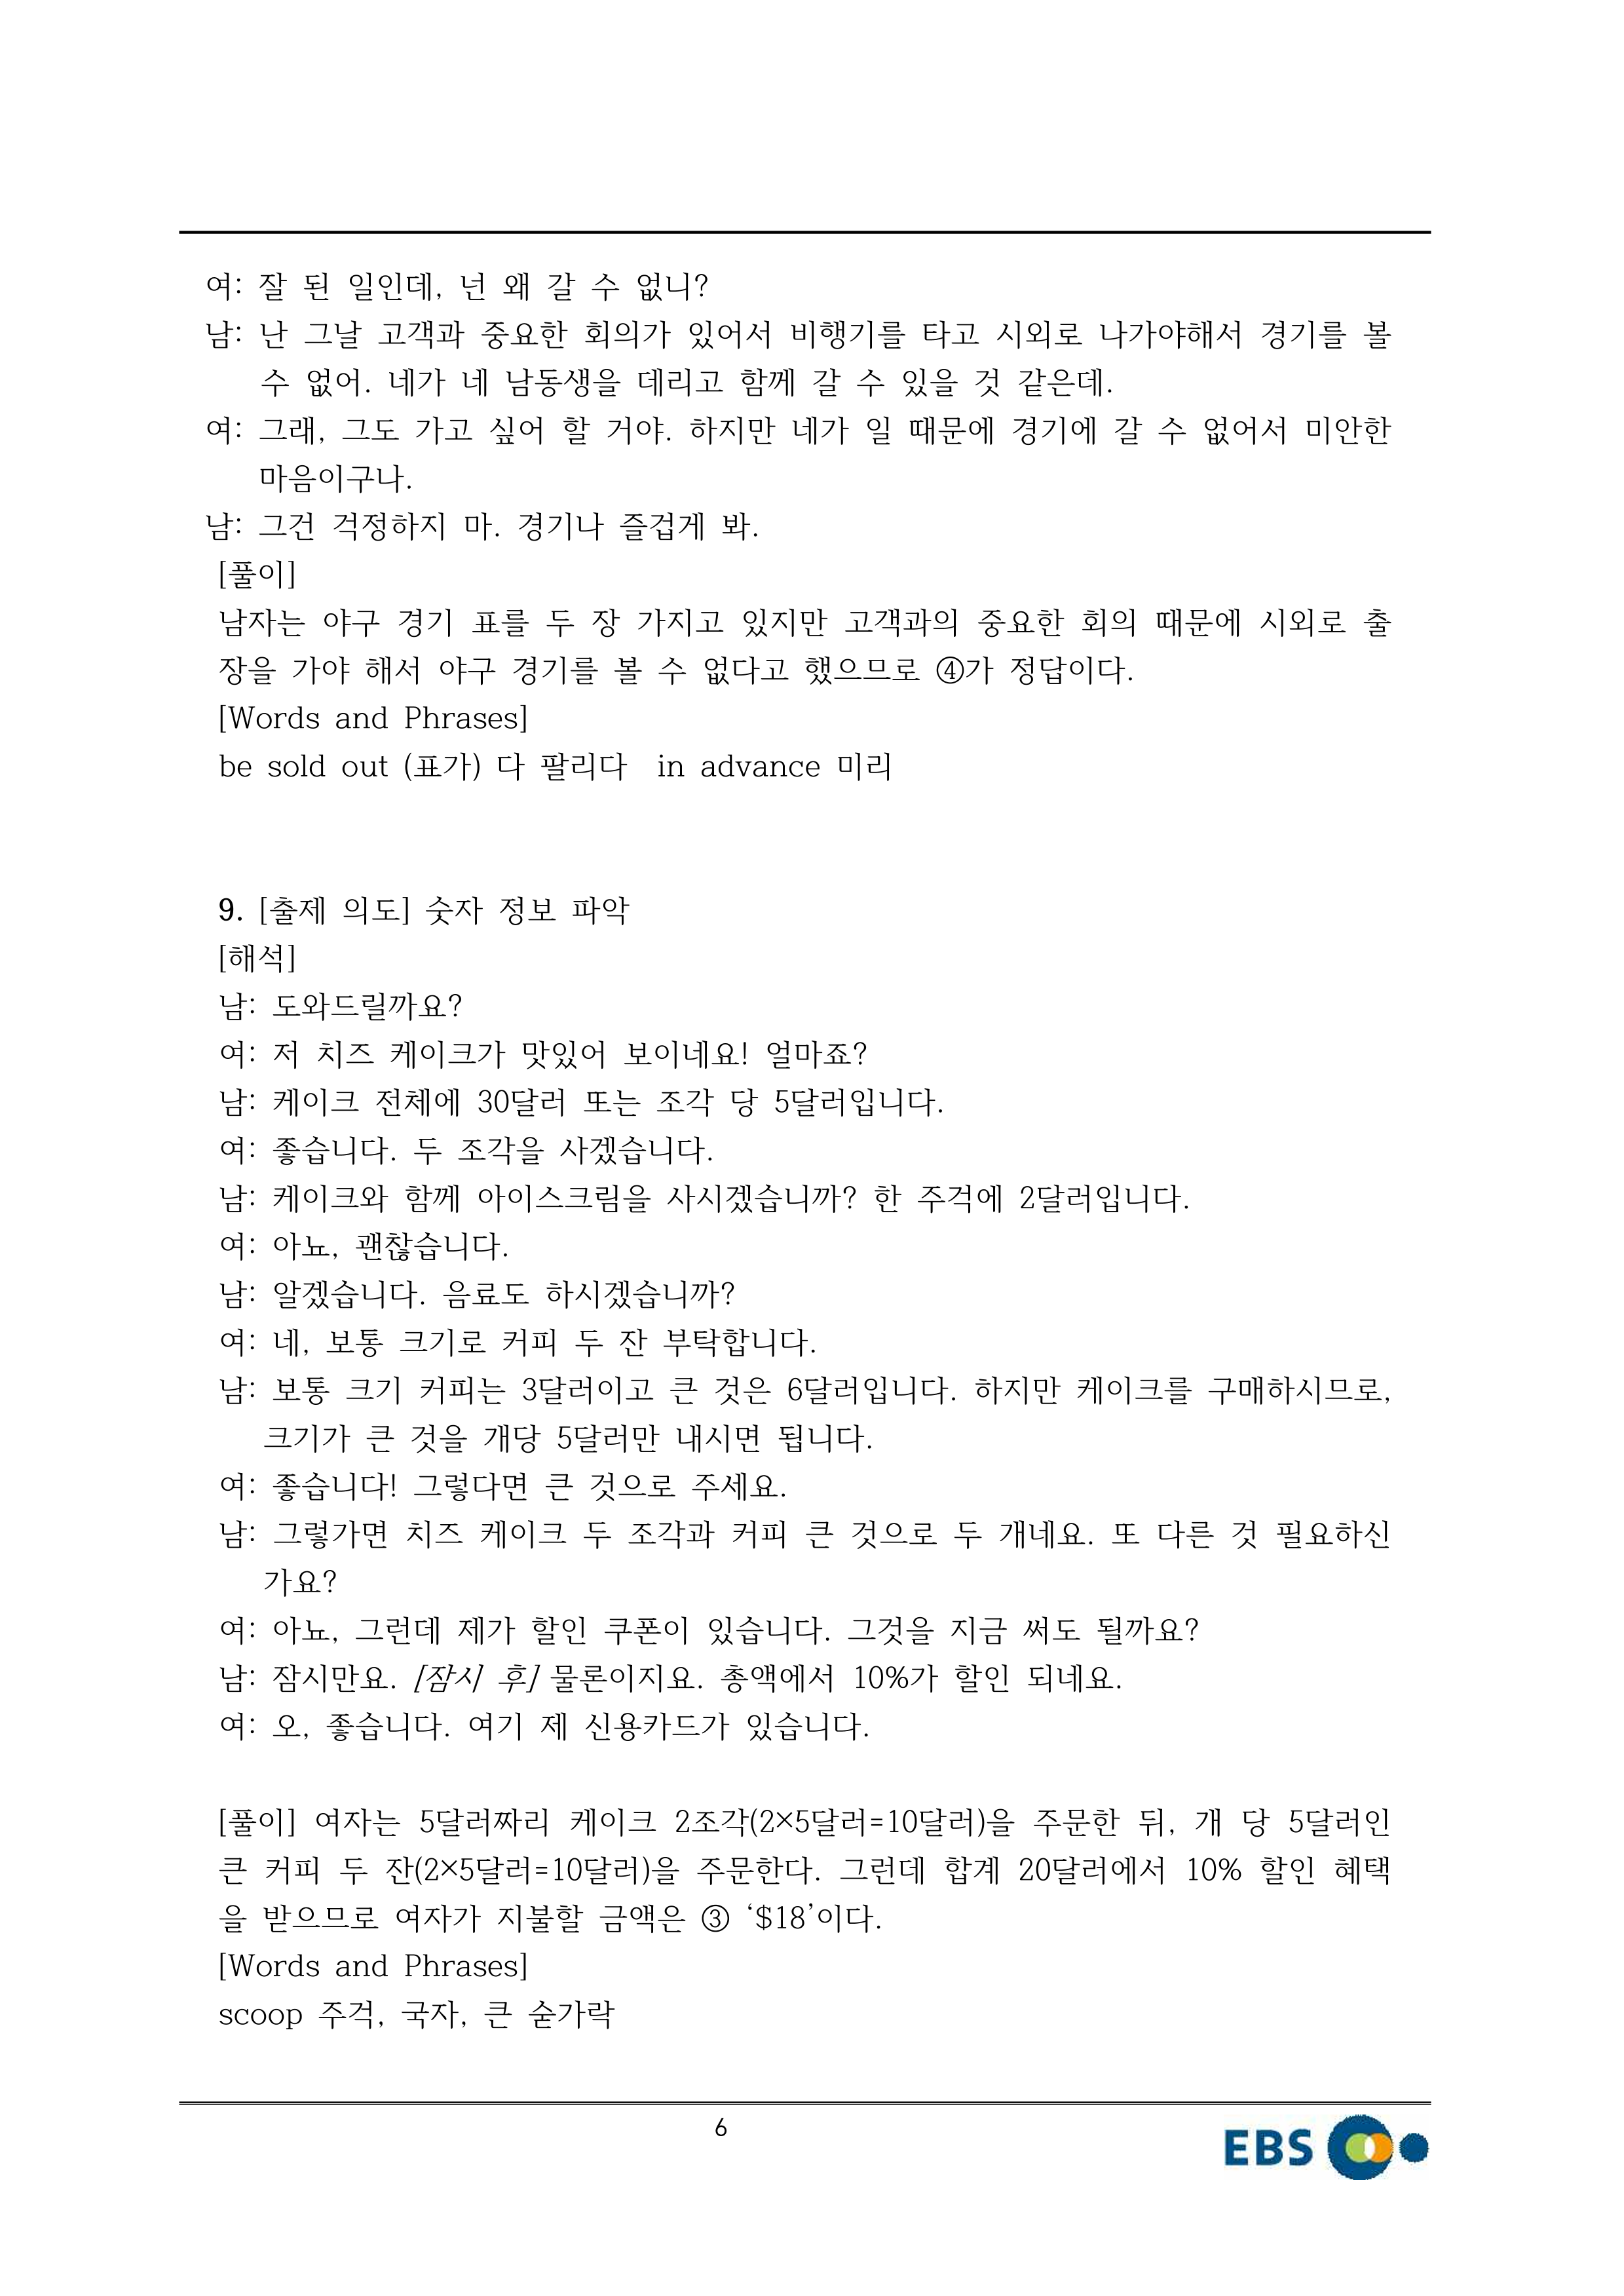 여: 잘 된 일인데, 넌 왜 갈 수 없니?
남: 난 그날 고객과 중요한 회의가 있어서 비행기를 타고 시외로 나가야해서 경기를 볼
수 없어. 네가 네 남동생을 데리고 함께 갈 수 있을 것 같은데.
여: 그래, 그도 가고 싶어 할 거야. 하지만 네가 일 때문에 경기에 갈 수 없어서 미안한
마음이구나.
남: 그건 걱정하지 마. 경기나 즐겁게 봐.
[풀이]
남자는 야구 경기 표를 두 장 가지고 있지만 고객과의 중요한 회의 때문에 시외로 출
장을 가야 해서 야구 경기를 볼 수 없다고 했으므로 ④가 정답이다.
[Words and Phrases]
be sold out (표가) 다 팔리다  in advance 미리
9. [출제 의도] 숫자 정보 파악
[해석]
남: 도와드릴까요?
여: 저 치즈 케이크가 맛있어 보이네요! 얼마죠?
남: 케이크 전체에 30달러 또는 조각 당 5달러입니다.
여: 좋습니다. 두 조각을 사겠습니다.
남: 케이크와 함께 아이스크림을 사시겠습니까? 한 주걱에 2달러입니다.
여: 아뇨, 괜찮습니다.
남: 알겠습니다. 음료도 하시겠습니까?
여: 네, 보통 크기로 커피 두 잔 부탁합니다.
남: 보통 크기 커피는 3달러이고 큰 것은 6달러입니다. 하지만 케이크를 구매하시므로,
크기가 큰 것을 개당 5달러만 내시면 됩니다.
여: 좋습니다! 그렇다면 큰 것으로 주세요.
남: 그렇가면 치즈 케이크 두 조각과 커피 큰 것으로 두 개네요. 또 다른 것 필요하신
가요?
여: 아뇨, 그런데 제가 할인 쿠폰이 있습니다. 그것을 지금 써도 될까요?
남: 잠시만요. [잠시 후] 물론이지요. 총액에서 10%가 할인 되네요.
여: 오, 좋습니다. 여기 제 신용카드가 있습니다.
[풀이] 여자는 5달러짜리 케이크 2조각(2×5달러=10달러)을 주문한 뒤, 개 당 5달러인
큰 커피 두 잔(2×5달러=10달러)을 주문한다. 그런데 합계 20달러에서 10% 할인 혜택
을 받으므로 여자가 지불할 금액은 ③ ‘$18’이다.
[Words and Phrases]
scoop 주걱, 국자, 큰 숟가락
6
EBS